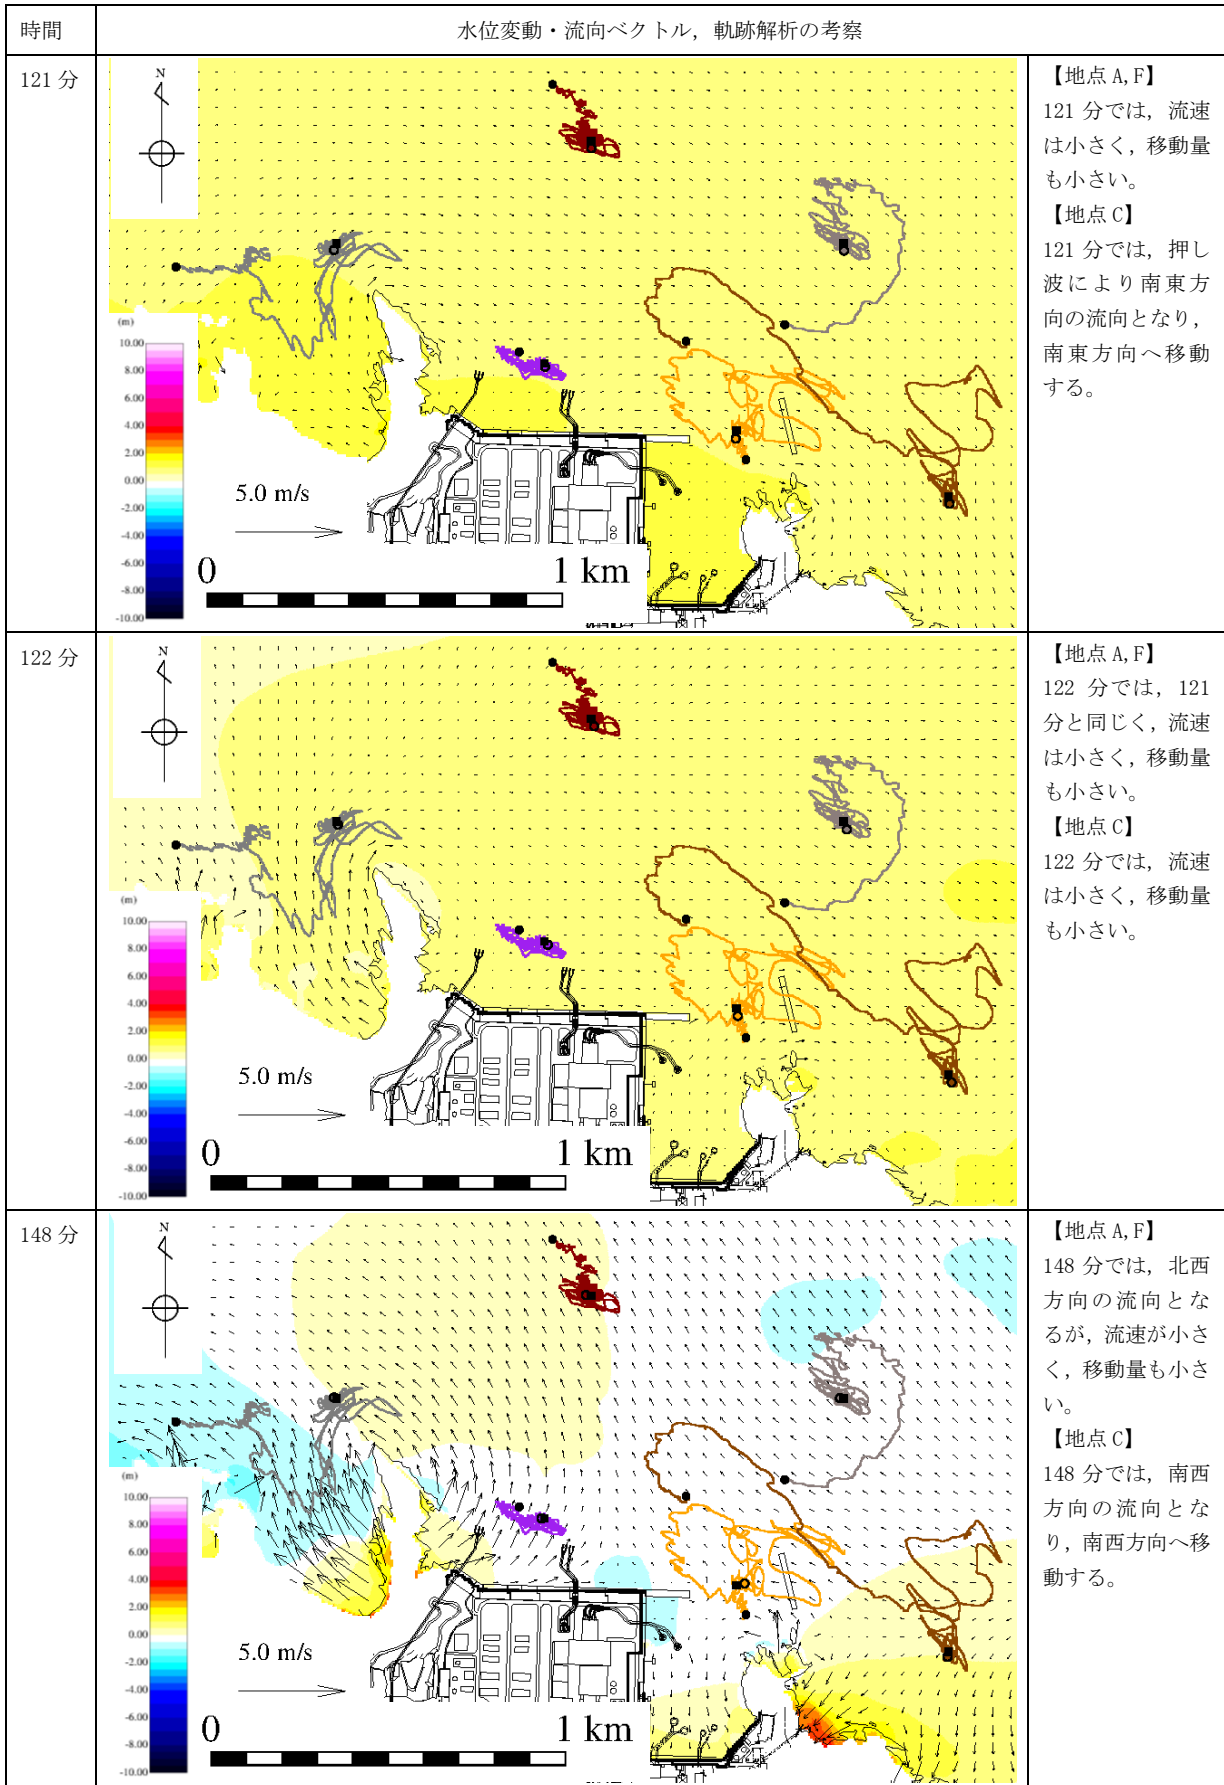 時間
水位変動・流向ベクトル，軌跡解析の考察
121 分
N
(m)
10.00
8.00
6.00
4.00
2.00
0.00
-2.00
-4.00
-6.00
-8.00
-10.00
5.0 m/s
0
1 km
【地点 A,F】
121 分では，流速
は小さく，移動量
も小さい。
【地点 C】
121 分では，押し
波により南東方
向の流向となり，
南東方向へ移動
する。
122 分
N
(m)
10.00
8.00
6.00
4.00
2.00
0.00
-2.00
-4.00
-6.00
-8.00
-10.00
5.0 m/s
0
1 km
【地点 A,F】
122 分では，121
分と同じく，流速
は小さく，移動量
も小さい。
【地点 C】
122 分では，流速
は小さく，移動量
も小さい。
148 分
N
(m)
10.00
8.00
6.00
4.00
2.00
0.00
-2.00
-4.00
-6.00
-8.00
-10.00
5.0 m/s
0
1 km
【地点 A,F】
148 分では，北西
方向の流向とな
るが，流速が小さ
く，移動量も小さ
い。
【地点 C】
148 分では，南西
方向の流向とな
り，南西方向へ移
動する。